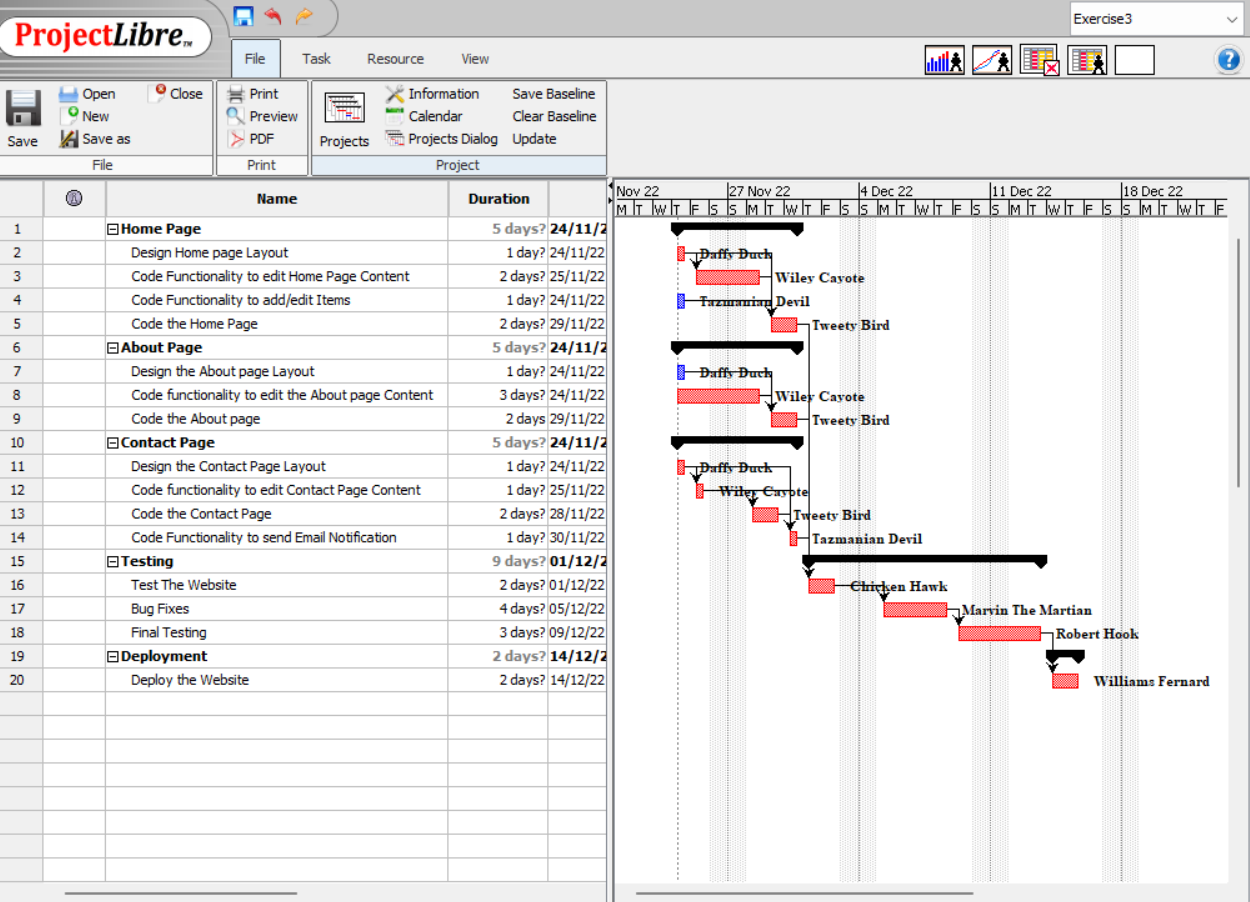 ProjectLibre™
Exercise3
File Task Resource View
Save
Open
New
Save as
Close
File
Print
Preview
PDF
Print
Projects
Information
Calendar
Projects Dialog
Save Baseline
Clear Baseline
Update
Project
Name Duration
Nov 22 27 Nov 22 4 Dec 22 11 Dec 22 18 Dec 22
M T W T F S S M T W T F S S M T W T F S S M T W T F S S M T W T F
1 Home Page 5 days? 24/11/2
2 Design Home page Layout 1 day? 24/11/22 Daffy Duck
3 Code Functionality to edit Home Page Content 2 days? 25/11/22 Wiley Cayote
4 Code Functionality to add/edit Items 1 day? 24/11/22 Tazmanian Devil
5 Code the Home Page 2 days? 29/11/22 Tweety Bird
6 About Page 5 days? 24/11/2
7 Design the About page Layout 1 day? 24/11/22 Daffy Duck
8 Code functionality to edit the About page Content 3 days? 24/11/22 Wiley Cayote
9 Code the About page 2 days 29/11/22 Tweety Bird
10 Contact Page 5 days? 24/11/2
11 Design the Contact Page Layout 1 day? 24/11/22 Daffy Duck
12 Code functionality to edit Contact Page Content 1 day? 25/11/22 Wiley Cayote
13 Code the Contact Page 2 days? 28/11/22 Tweety Bird
14 Code Functionality to send Email Notification 1 day? 30/11/22 Tazmanian Devil
15 Testing 9 days? 01/12/2
16 Test The Website 2 days? 01/12/22 Chicken Hawk
17 Bug Fixes 4 days? 05/12/22 Marvin The Martian
18 Final Testing 3 days? 09/12/22 Robert Hook
19 Deployment 2 days? 14/12/2
20 Deploy the Website 2 days? 14/12/22 Williams Fernard